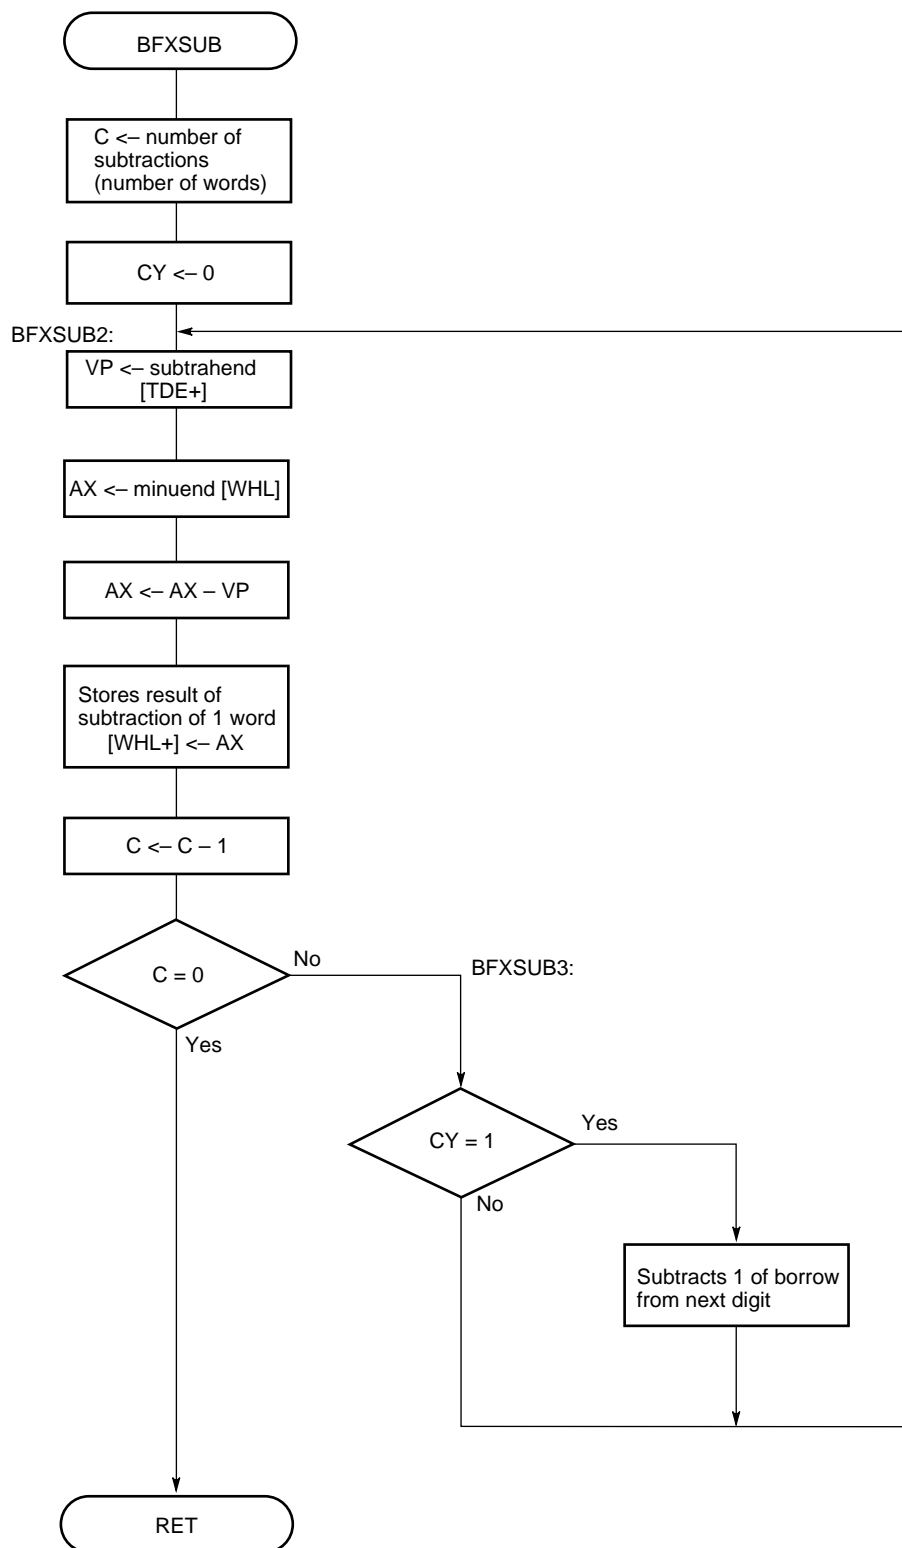 BFXSUB
C <– number of
subtractions
(number of words)
CY <– 0
BFXSUB2:
VP <– subtrahend
[TDE+]
AX <– minuend [WHL]
AX <– AX – VP
Stores result of
subtraction of 1 word
[WHL+] <– AX
C <– C – 1
C = 0
No
BFXSUB3:
Yes
CY = 1
Yes
No
Subtracts 1 of borrow
from next digit
RET